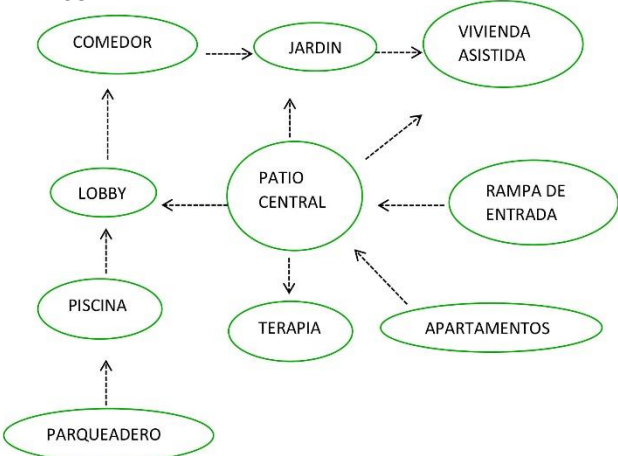 COMEDOR
JARDIN
VIVIENDA
ASISTIDA
LOBBY
PATIO
CENTRAL
RAMPA DE
ENTRADA
PISCINA
TERAPIA
APARTAMENTOS
PARQUEADERO